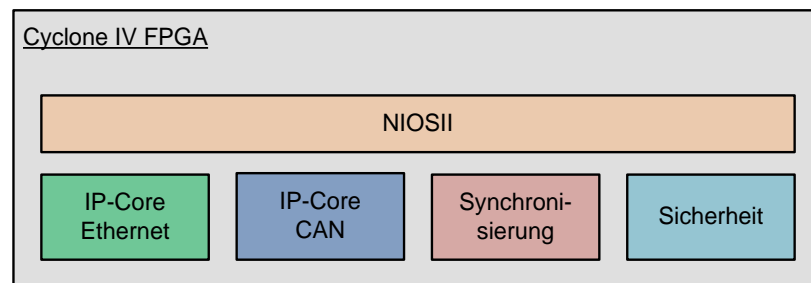 Cyclone IV FPGA
NIOSII
IP-Core
Ethernet
IP-Core
CAN
Synchroni-
sierung
Sicherheit